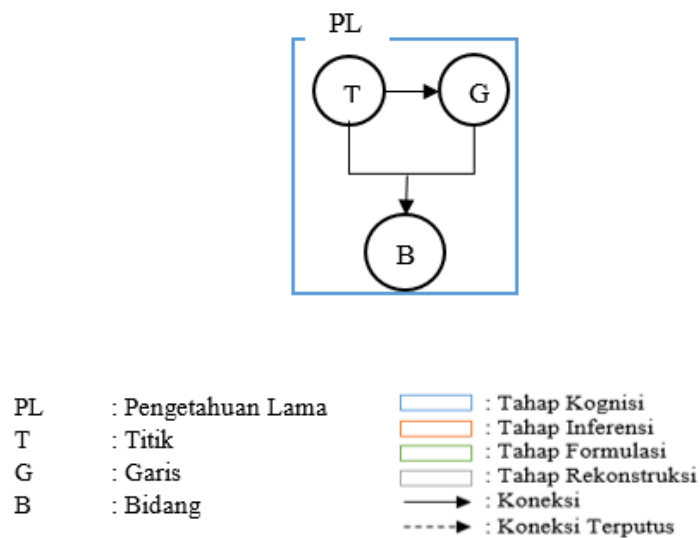 PL
T
G
B
PL : Pengetahuan Lama
T : Titik
G : Garis
B : Bidang
: Tahap Kognisi
: Tahap Inferensi
: Tahap Formulasi
: Tahap Rekonstruksi
: Koneksi
: Koneksi Terputus